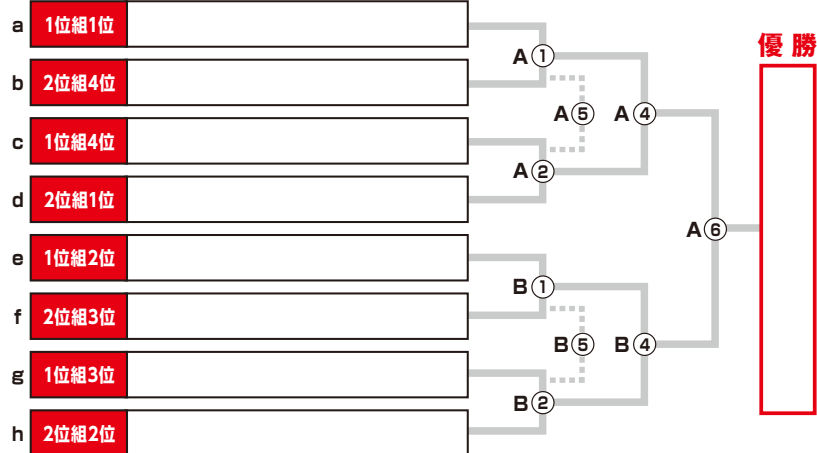 a 1位組1位
b 2位組4位
c 1位組4位
d 2位組1位
e 1位組2位
f 2位組3位
g 1位組3位
h 2位組2位
A①
A⑤
A②
A④
B①
B⑤
B②
B④
A⑥
優勝